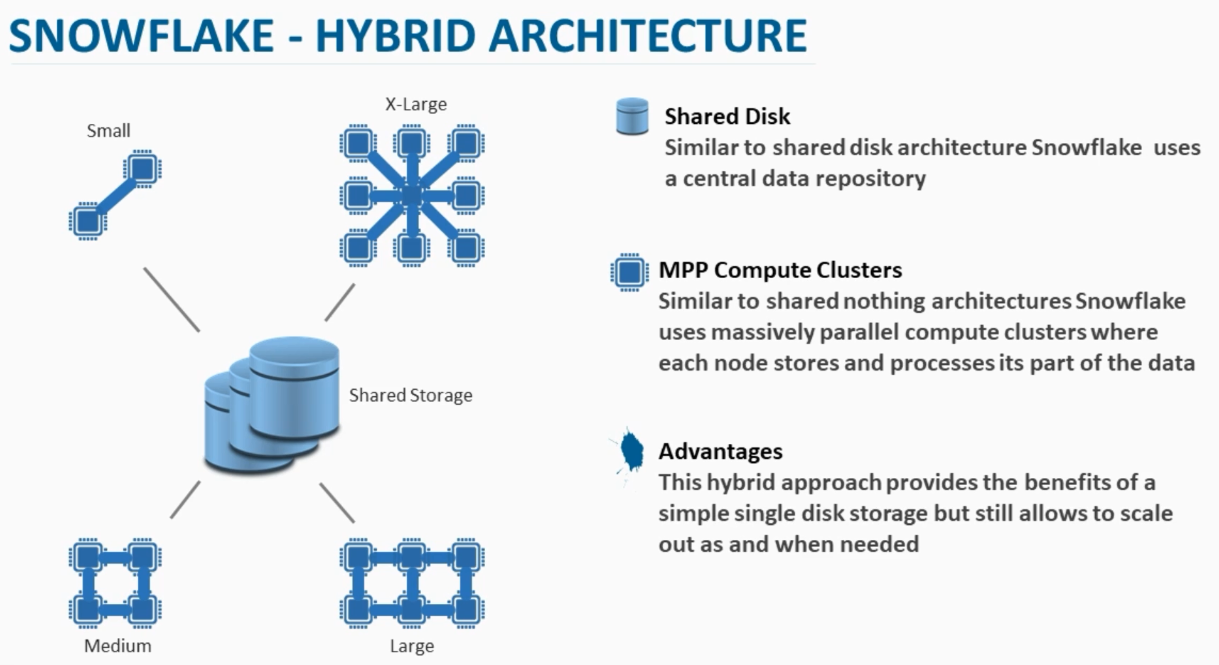 SNOWFLAKE - HYBRID ARCHITECTURE
Small
X-Large
Shared Storage
Medium
Large
Shared Disk
Similar to shared disk architecture Snowflake uses
a central data repository
MPP Compute Clusters
Similar to shared nothing architectures Snowflake
uses massively parallel compute clusters where
each node stores and processes its part of the data
Advantages
This hybrid approach provides the benefits of a
simple single disk storage but still allows to scale
out as and when needed